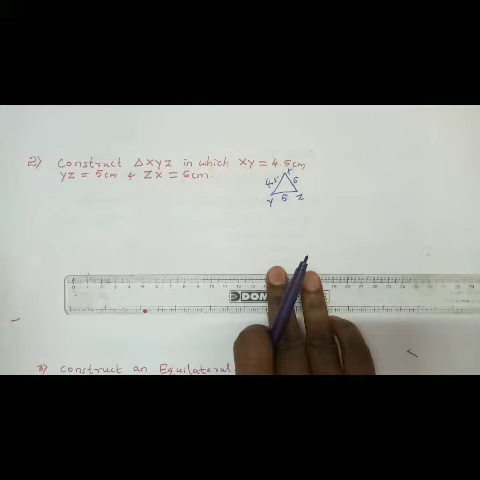 2) Construct ΔXYZ in which XY = 4.5cm
YZ = 5cm & ZX = 6cm.
X
4.5 6
Y 5 Z
DOM
3) Construct an Equilateral